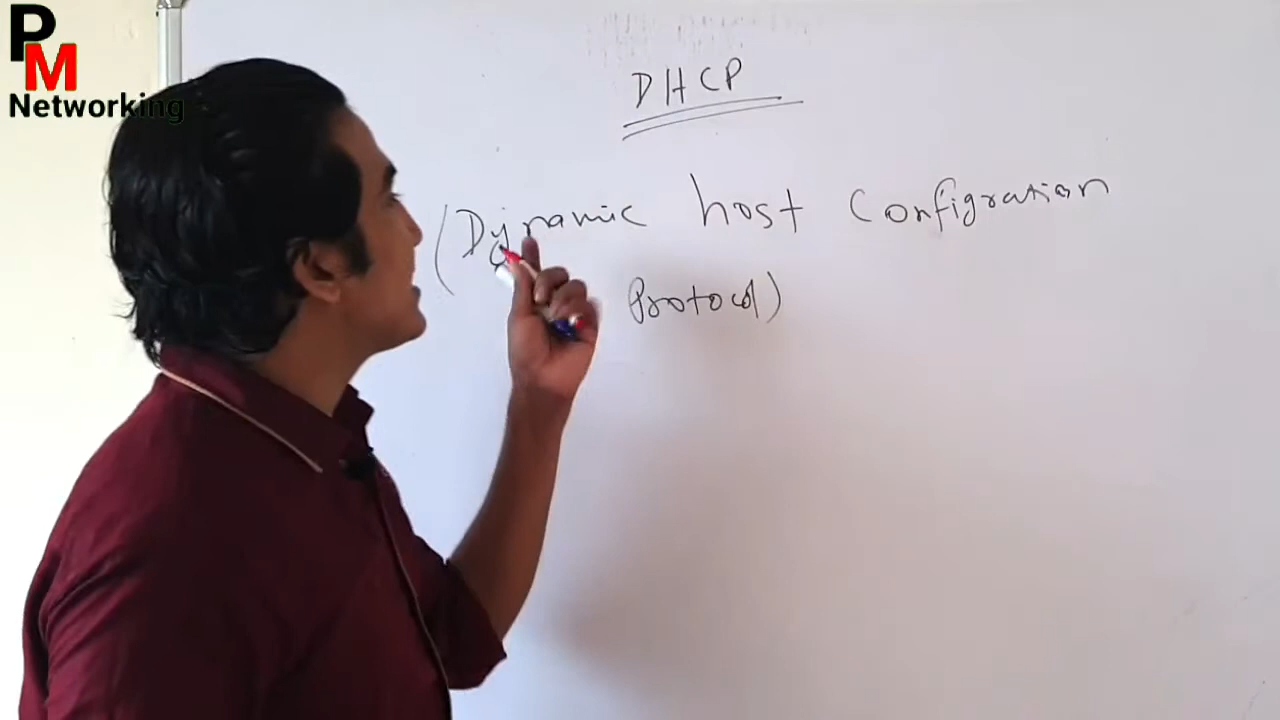 PM
Networking
DHCP
(Dynamic host Configration
Protocol)